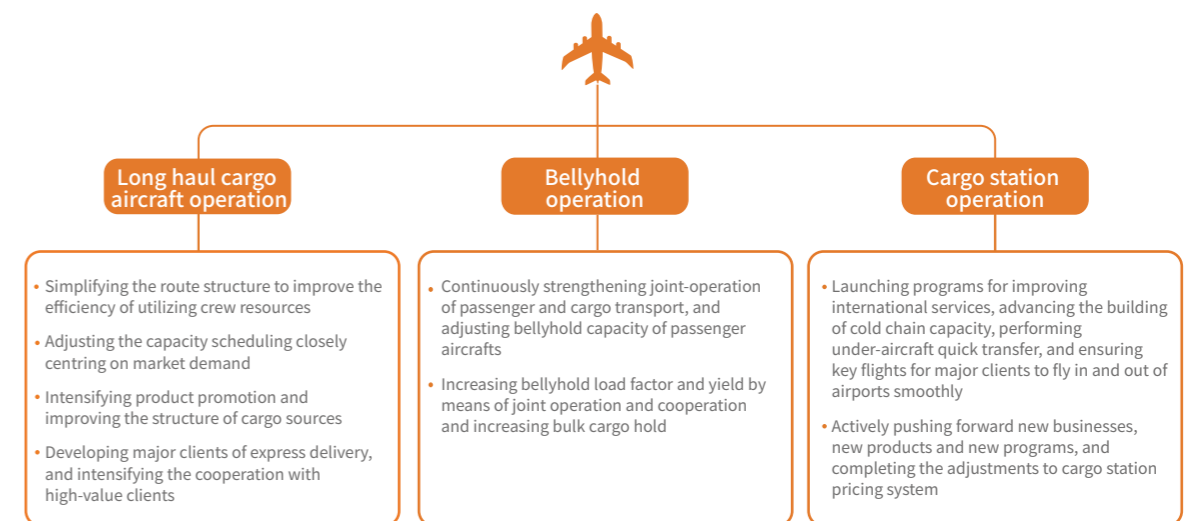 Long haul cargo
aircraft operation
• Simplifying the route structure to improve the
efficiency of utilizing crew resources
• Adjusting the capacity scheduling closely
centring on market demand
• Intensifying product promotion and
improving the structure of cargo sources
• Developing major clients of express delivery,
and intensifying the cooperation with
high-value clients
Bellyhold
operation
• Continuously strengthening joint-operation
of passenger and cargo transport, and
adjusting bellyhold capacity of passenger
aircrafts
• Increasing bellyhold load factor and yield by
means of joint operation and cooperation
and increasing bulk cargo hold
Cargo station
operation
• Launching programs for improving
international services, advancing the building
of cold chain capacity, performing
under-aircraft quick transfer, and ensuring
key flights for major clients to fly in and out of
airports smoothly
• Actively pushing forward new businesses,
new products and new programs, and
completing the adjustments to cargo station
pricing system